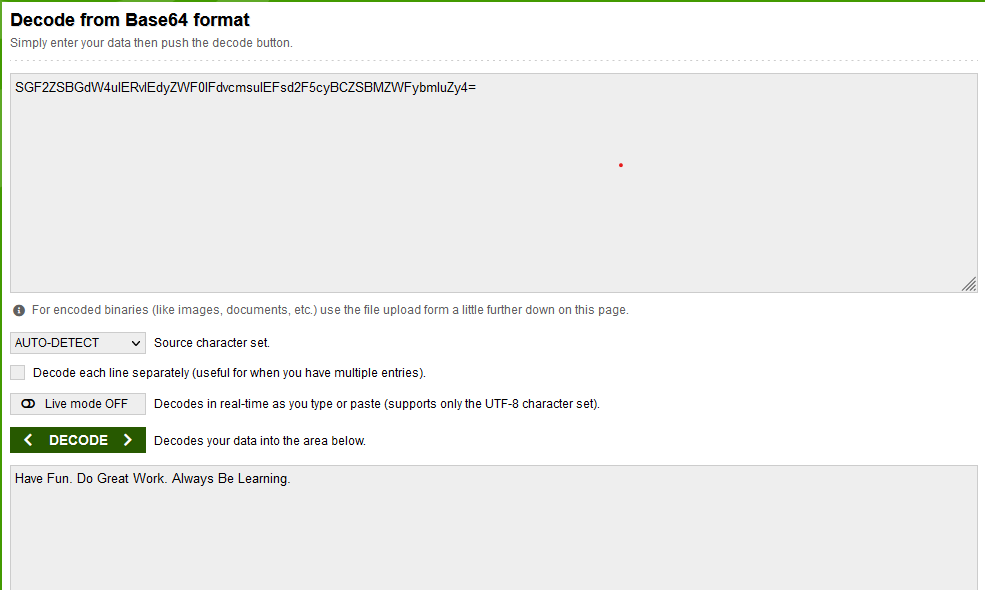 Decode from Base64 format
Simply enter your data then push the decode button.
SGF2ZSBGdW4uIERvIEdyZWF0IFdvcmsuIEFsd2F5cyBCZSBMZWFybmluZy4=
For encoded binaries (like images, documents, etc.) use the file upload form a little further down on this page.
AUTO-DETECT Source character set.
Decode each line separately (useful for when you have multiple entries).
Live mode OFF Decodes in real-time as you type or paste (supports only the UTF-8 character set).
DECODE Decodes your data into the area below.
Have Fun. Do Great Work. Always Be Learning.